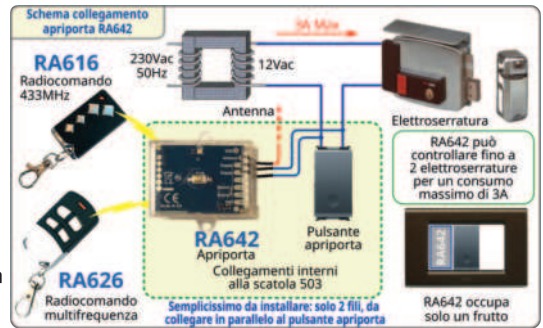 Schema collegamento
apriporta RA642
3A Max
RA616
Radiocomando
433MHz
230Vac
50Hz
12Vac
Antenna
Elettroserratura
RA642 può
controllare fino a
2 elettroserrature
per un consumo
massimo di 3A
RA642
Apriporta
Pulsante
apriporta
Collegamenti interni
alla scatola 503
RA626
Radiocomando
multifrequenza
Semplicissimo da installare: solo 2 fili, da
collegare in parallelo al pulsante apriporta
RA642
RA642 occupa
solo un frutto